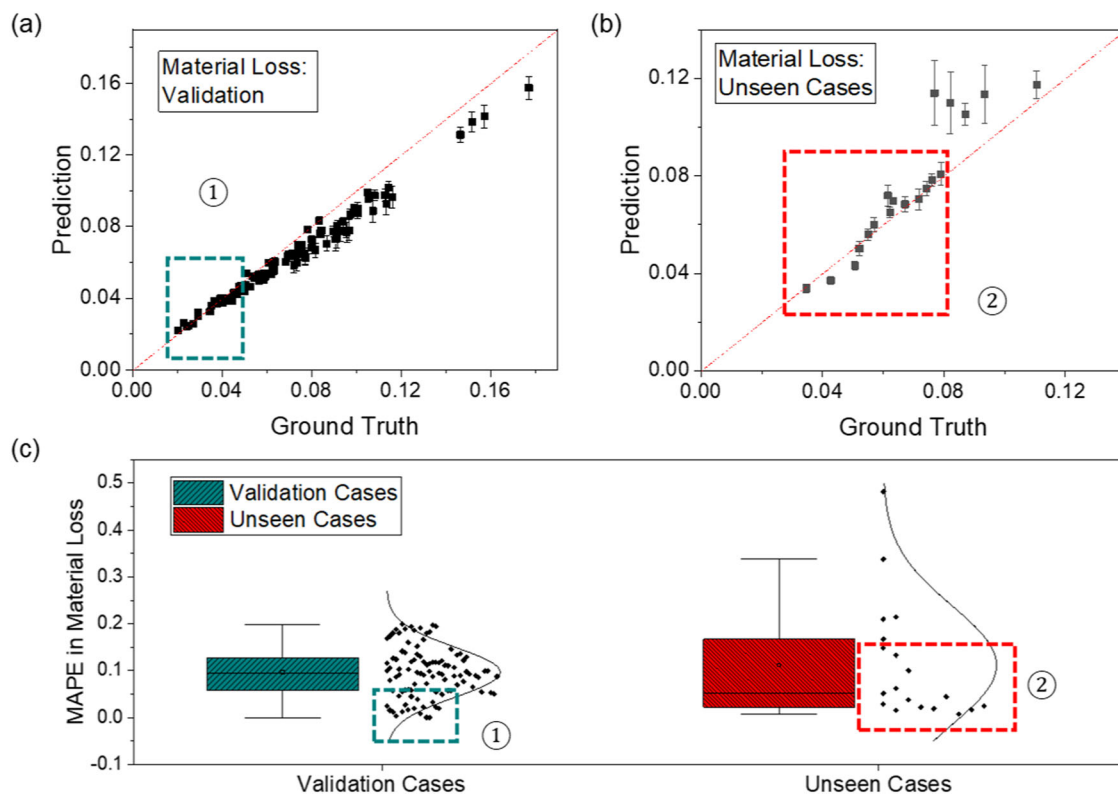 (a)
(b)
Material Loss:
Validation
0.16
0.12
0.08
0.04
0.00
Prediction
①
0.00
0.04
0.08
0.12
0.16
Ground Truth
Material Loss:
Unseen Cases
0.12
0.08
0.04
0.00
Prediction
②
0.00
0.04
0.08
0.12
Ground Truth
(c)
Validation Cases
Unseen Cases
0.5
0.4
0.3
0.2
0.1
0.0
-0.1
MAPE in Material Loss
①
②
Validation Cases
Unseen Cases